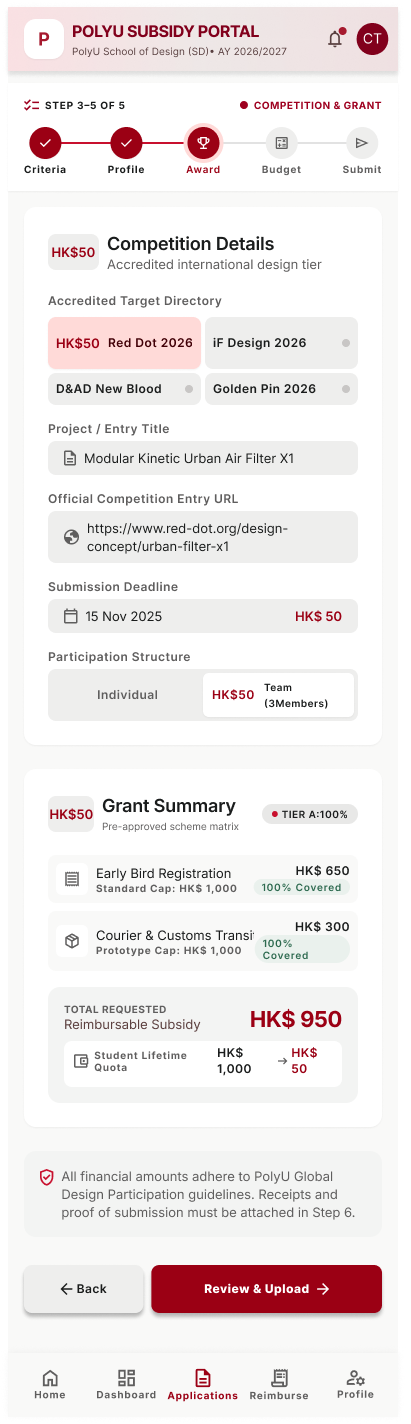 P
POLYU SUBSIDY PORTAL
PolyU School of Design (SD)• AY 2026/2027
CT
STEP 3–5 OF 5
COMPETITION & GRANT
Criteria
Profile
Award
Budget
Submit
HK$50
Competition Details
Accredited international design tier
Accredited Target Directory
HK$50 Red Dot 2026
iF Design 2026
D&AD New Blood
Golden Pin 2026
Project / Entry Title
Modular Kinetic Urban Air Filter X1
Official Competition Entry URL
https://www.red-dot.org/design-
concept/urban-filter-x1
Submission Deadline
15 Nov 2025
HK$ 50
Participation Structure
Individual
HK$50
Team
(3Members)
HK$50
Grant Summary
Pre-approved scheme matrix
TIER A:100%
Early Bird Registration
Standard Cap: HK$ 1,000
HK$ 650
100% Covered
Courier & Customs Transit
Prototype Cap: HK$ 1,000
HK$ 300
100%
Covered
TOTAL REQUESTED
Reimbursable Subsidy
HK$ 950
Student Lifetime
Quota
HK$
1,000
→
HK$
50
All financial amounts adhere to PolyU Global
Design Participation guidelines. Receipts and
proof of submission must be attached in Step 6.
← Back
Review & Upload →
Home
Dashboard
Applications
Reimburse
Profile